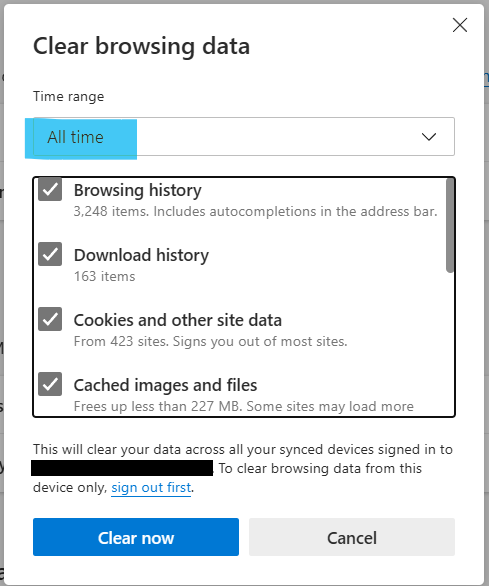 Clear browsing data
Time range
All time
Browsing history
3,248 items. Includes autocompletions in the address bar.
Download history
163 items
Cookies and other site data
From 423 sites. Signs you out of most sites.
Cached images and files
Frees up less than 227 MB. Some sites may load more
This will clear your data across all your synced devices signed in to
. To clear browsing data from this
device only, sign out first.
Clear now
Cancel